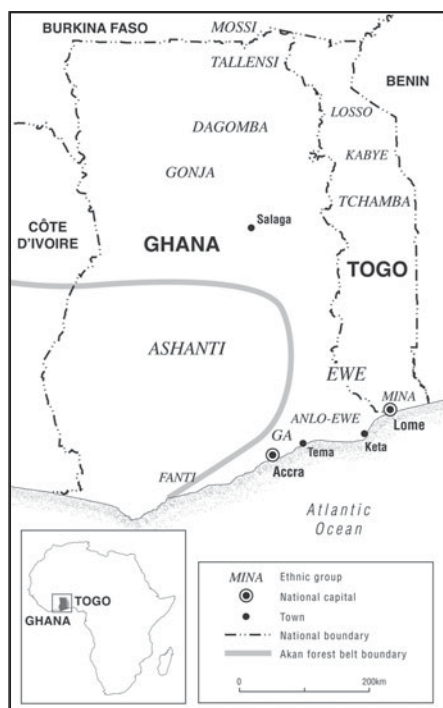 BURKINA FASO
MOSSI
TALLENSI
BENIN
LOSSO
DAGOMBA
KABYE
GONJA
TCHAMBA
Salaga
CÔTE
D'IVOIRE
GHANA
TOGO
ASHANTI
EWE
MINA
ANLO-EWE
Lome
GA
Tema
Keta
FANTI
Accra
Atlantic
Ocean
TOGO
GHANA
MINA Ethnic group
National capital
Town
National boundary
Akan forest belt boundary
0 200km